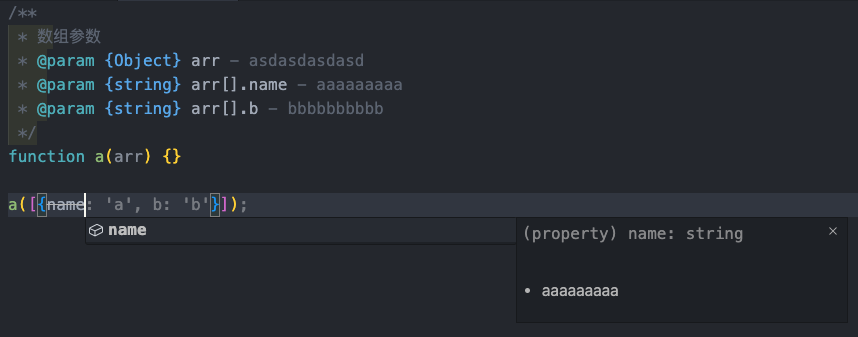 /**
* 数组参数
* @param {Object} arr - asdasdasdasd
* @param {string} arr[].name - aaaaaaaaa
* @param {string} arr[].b - bbbbbbbbbbb
*/
function a(arr) {}
a([{name: 'a', b: 'b'}]);
name
(property) name: string
• aaaaaaaaa